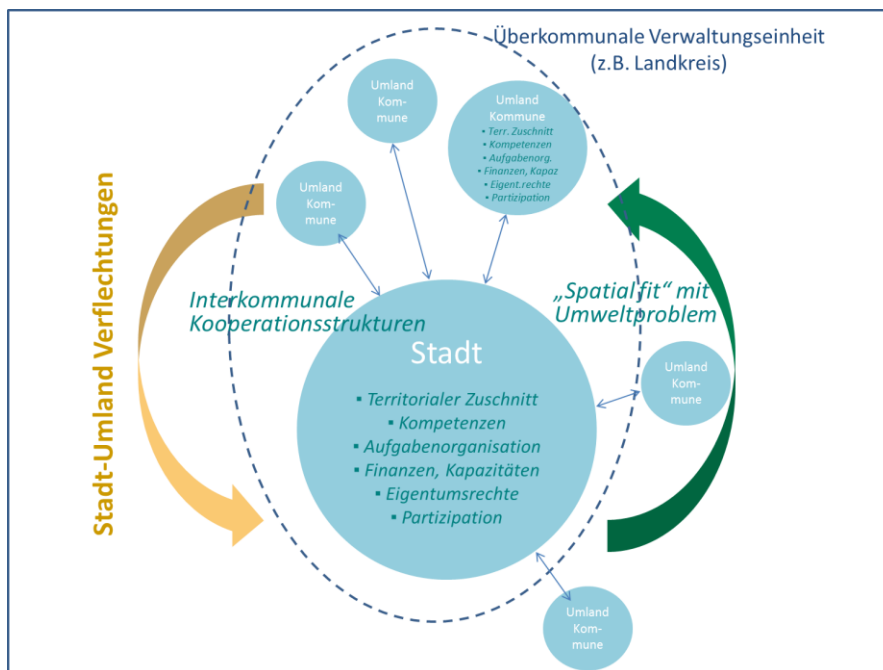 Überkommunale Verwaltungseinheit
(z.B. Landkreis)
Umland
Kom-
mune
Umland
Kommune
▪ Terr. Zuschnitt
▪ Kompetenzen
▪ Aufgabenorg.
▪ Finanzen, Kapaz
▪ Eigent.rechte
▪ Partizipation
Umland
Kom-
mune
Stadt-Umland Verflechtungen
Interkommunale
Kooperationsstrukturen
„Spatial fit“ mit
Umweltproblem
Stadt
▪ Territorialer Zuschnitt
▪ Kompetenzen
▪ Aufgabenorganisation
▪ Finanzen, Kapazitäten
▪ Eigentumsrechte
▪ Partizipation
Umland
Kom-
mune
Umland
Kom-
mune